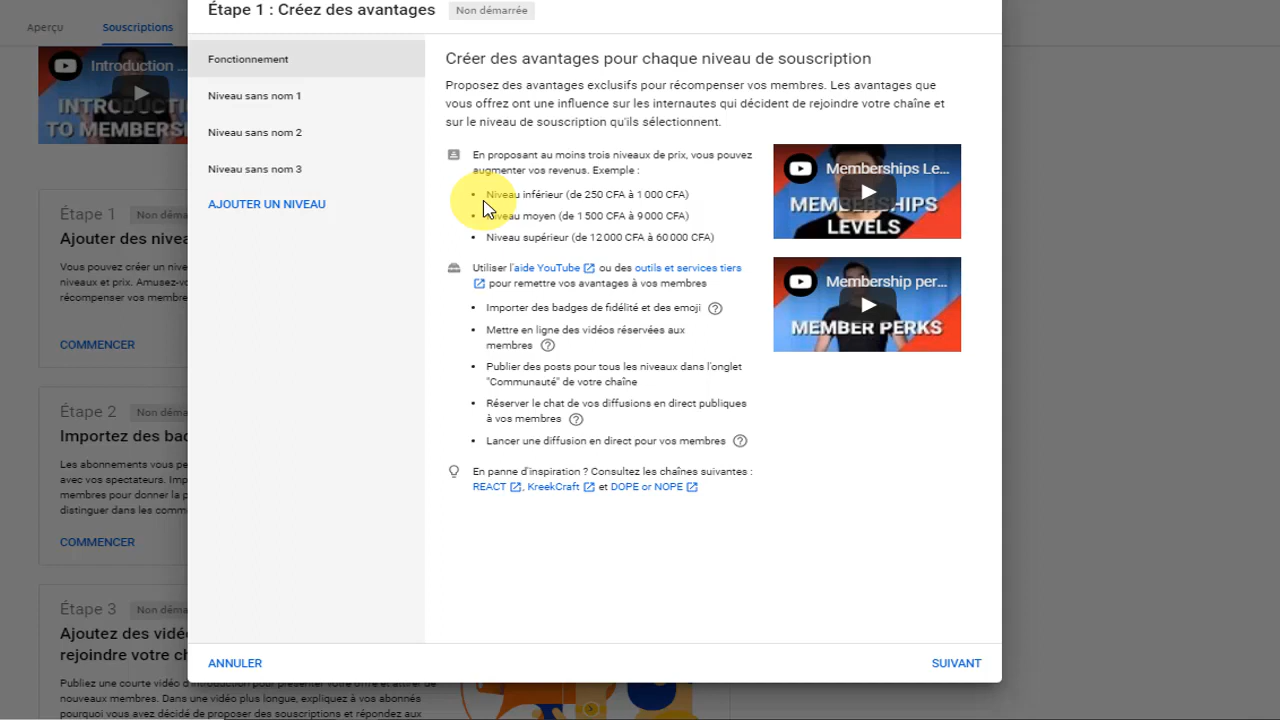 Étape 1 : Créez des avantages
Non démarrée
Aperçu
Souscriptions
Introduction ...
INTRODUCTI
TO MEMBERSH
Étape 1
Non déma
Ajouter des nivea
Vous pouvez créer un nive
niveaux et prix. Amusez-vo
récompenser vos membre
COMMENCER
Étape 2
Non déma
Importez des bad
Les abonnements vous pe
avec vos spectateurs. Imp
membres pour donner la p
distinguer dans les comm
COMMENCER
Étape 3
Non déma
Ajoutez des vidéo
rejoindre votre ch
Publiez une courte vidéo d'introduction pour présenter votre offre et attirer de
nouveaux membres. Dans une vidéo plus longue, expliquez à vos abonnés
pourquoi vous avez décidé de proposer des souscriptions et répondez aux
Fonctionnement
Niveau sans nom 1
Niveau sans nom 2
Niveau sans nom 3
AJOUTER UN NIVEAU
Créer des avantages pour chaque niveau de souscription
Proposez des avantages exclusifs pour récompenser vos membres. Les avantages que
vous offrez ont une influence sur les internautes qui décident de rejoindre votre chaîne et
sur le niveau de souscription qu'ils sélectionnent.
En proposant au moins trois niveaux de prix, vous pouvez
augmenter vos revenus. Exemple :
• Niveau inférieur (de 250 CFA à 1 000 CFA)
• Niveau moyen (de 1 500 CFA à 9 000 CFA)
• Niveau supérieur (de 12 000 CFA à 60 000 CFA)
Utiliser l'aide YouTube ou des outils et services tiers
pour remettre vos avantages à vos membres
• Importer des badges de fidélité et des emoji ?
• Mettre en ligne des vidéos réservées aux
membres ?
• Publier des posts pour tous les niveaux dans l'onglet
"Communauté" de votre chaîne
• Réserver le chat de vos diffusions en direct publiques
à vos membres ?
• Lancer une diffusion en direct pour vos membres ?
En panne d'inspiration ? Consultez les chaînes suivantes :
REACT, KreekCraft et DOPE or NOPE
Memberships Le...
MEMBERSHIPS
LEVELS
Membership per...
MEMBER PERKS
ANNULER
SUIVANT